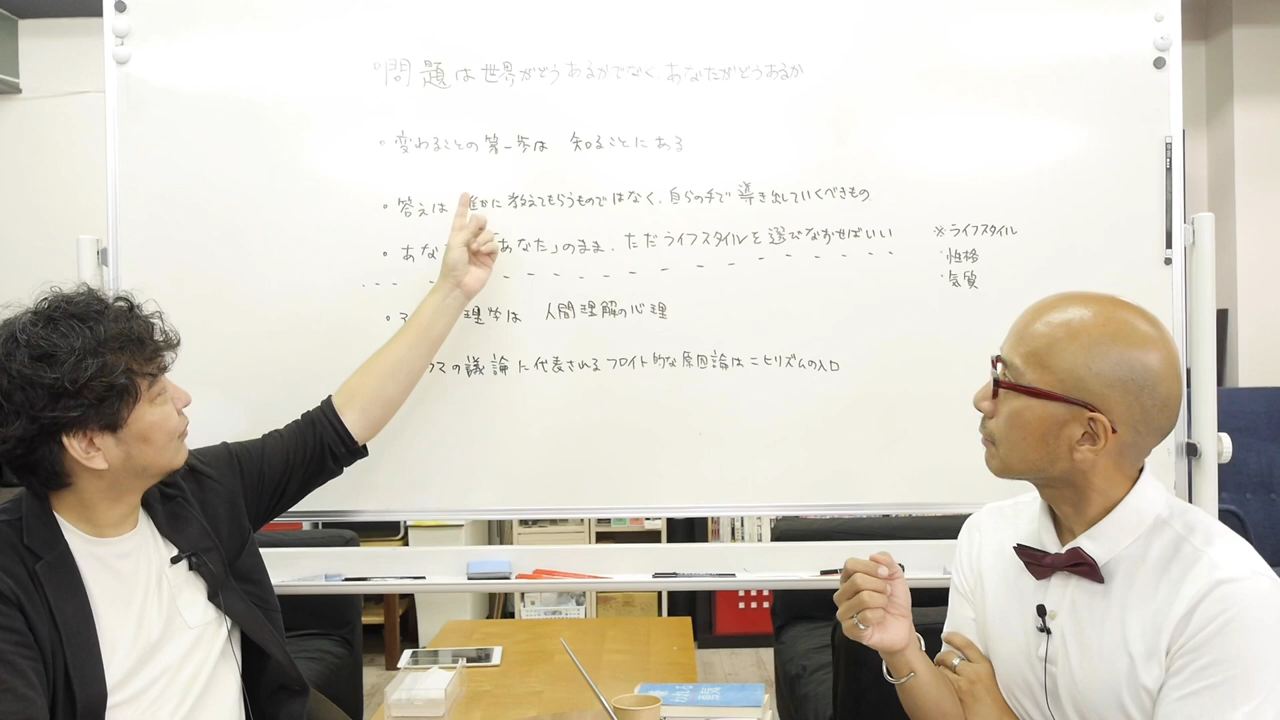 °問題は世界がどうあるかでなく、あなたがどうあるか
・変わることの第一歩は 知ることにある
・答えは 誰かに教えてもらうものではなく、自らの手で導き出していくべきもの
・あな 「あなた」のまま、ただライフスタイルを選びなおせばいい
※ライフスタイル
・性格
・気質
・ 理学は 人間理解の心理
マの議論に代表されるフロイト的な原因論はニヒリズムの入口